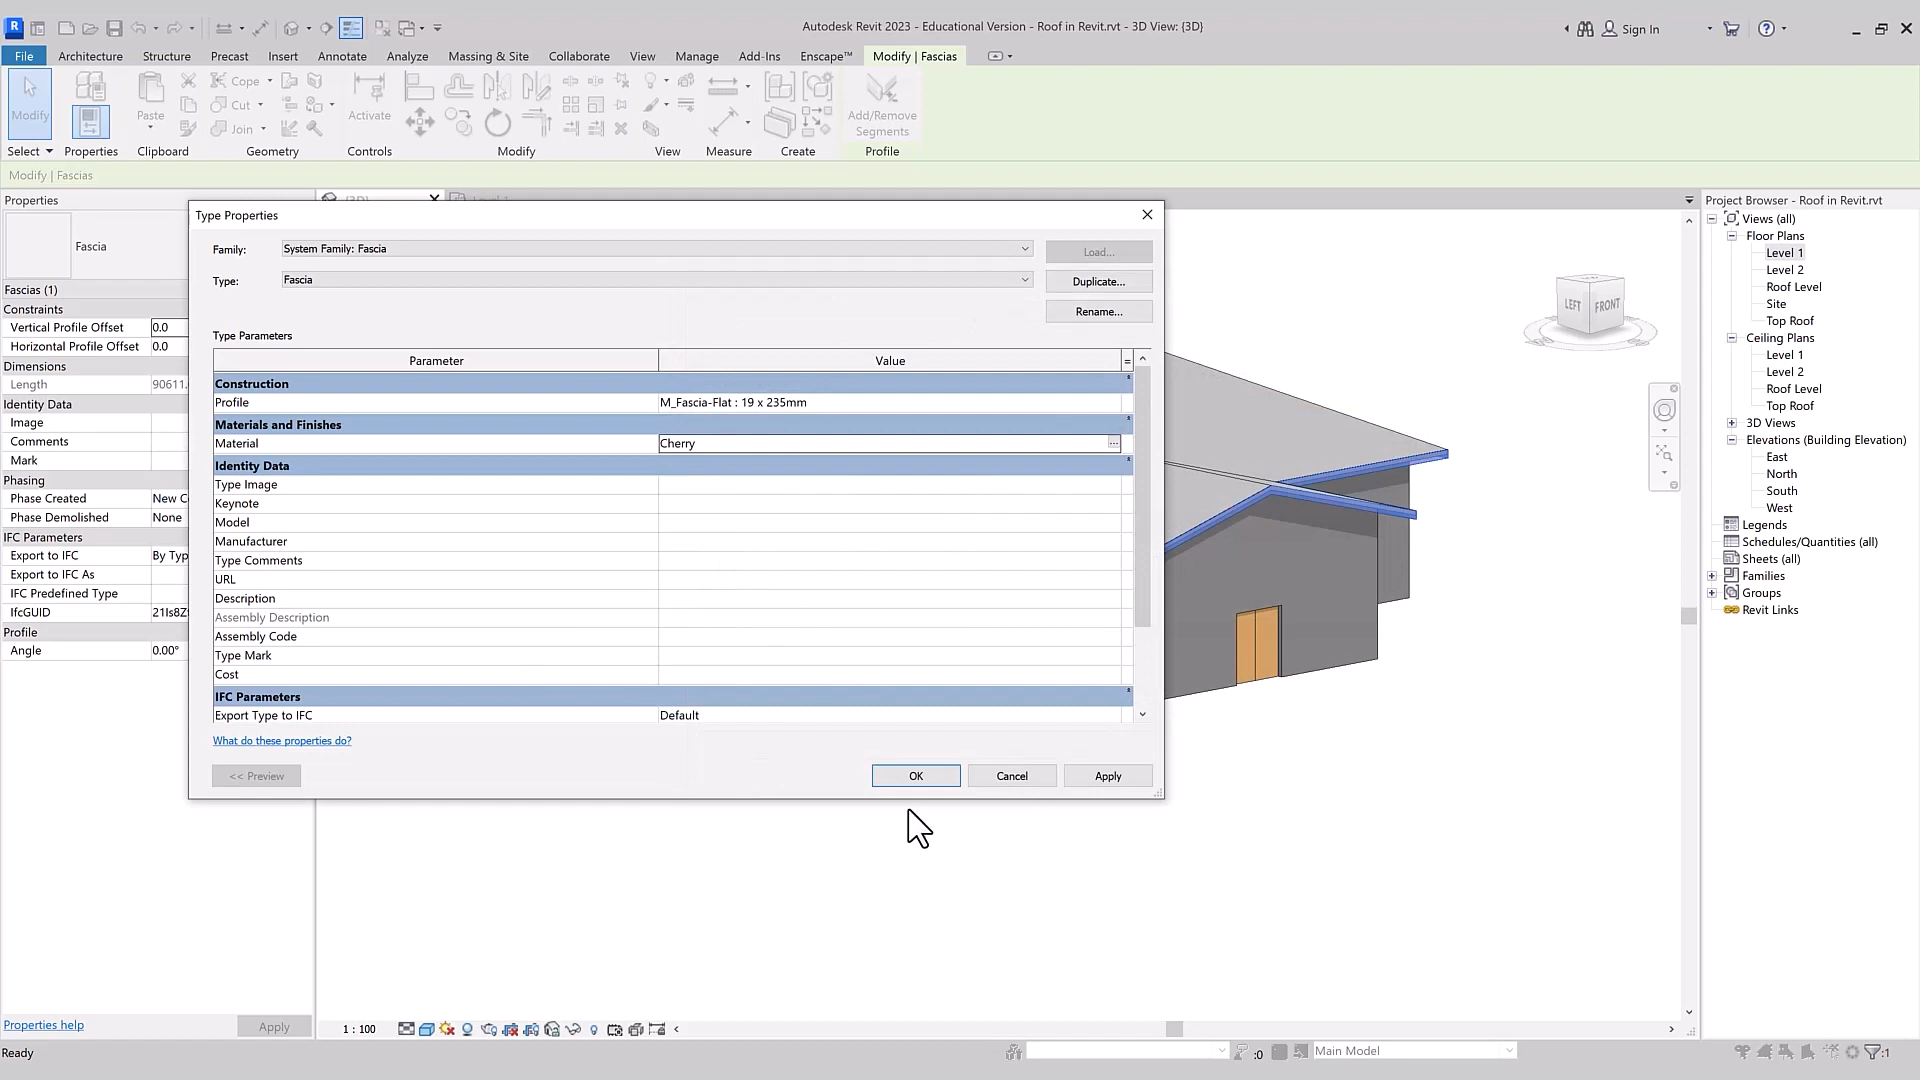 Autodesk Revit 2023 - Educational Version - Roof in Revit.rvt - 3D View: {3D}
Sign In
File Architecture Structure Precast Insert Annotate Analyze Massing & Site Collaborate View Manage Add-Ins Enscape™ Modify | Fascias
Modify
Paste
Cope
Cut
Join
Activate
Add/Remove
Segments
Select Properties Clipboard Geometry Controls Modify View Measure Create Profile
Modify | Fascias
Properties
Fascia
Fascias (1)
Constraints
Vertical Profile Offset 0.0
Horizontal Profile Offset 0.0
Dimensions
Length 90611.
Identity Data
Image
Comments
Mark
Phasing
Phase Created New C
Phase Demolished None
IFC Parameters
Export to IFC By Typ
Export to IFC As
IFC Predefined Type
IfcGUID 21Is8Z
Profile
Angle 0.00°
Properties help
Apply
Type Properties
Family: System Family: Fascia
Load...
Type: Fascia
Duplicate...
Rename...
Type Parameters
Parameter Value =
Construction
Profile M_Fascia-Flat : 19 x 235mm
Materials and Finishes
Material Cherry
Identity Data
Type Image
Keynote
Model
Manufacturer
Type Comments
URL
Description
Assembly Description
Assembly Code
Type Mark
Cost
IFC Parameters
Export Type to IFC Default
What do these properties do?
<< Preview OK Cancel Apply
LEFT FRONT
Project Browser - Roof in Revit.rvt
Views (all)
Floor Plans
Level 1
Level 2
Roof Level
Site
Top Roof
Ceiling Plans
Level 1
Level 2
Roof Level
Top Roof
3D Views
Elevations (Building Elevation)
East
North
South
West
Legends
Schedules/Quantities (all)
Sheets (all)
Families
Groups
Revit Links
1 : 100
Ready
:0
Main Model
:1